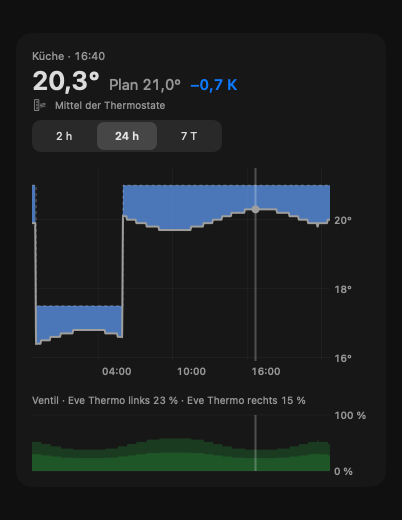 Küche · 16:40
20,3° Plan 21,0° −0,7 K
Mittel der Thermostate
2 h 24 h 7 T
20°
18°
16°
04:00 10:00 16:00
Ventil · Eve Thermo links 23 % · Eve Thermo rechts 15 %
100 %
0 %